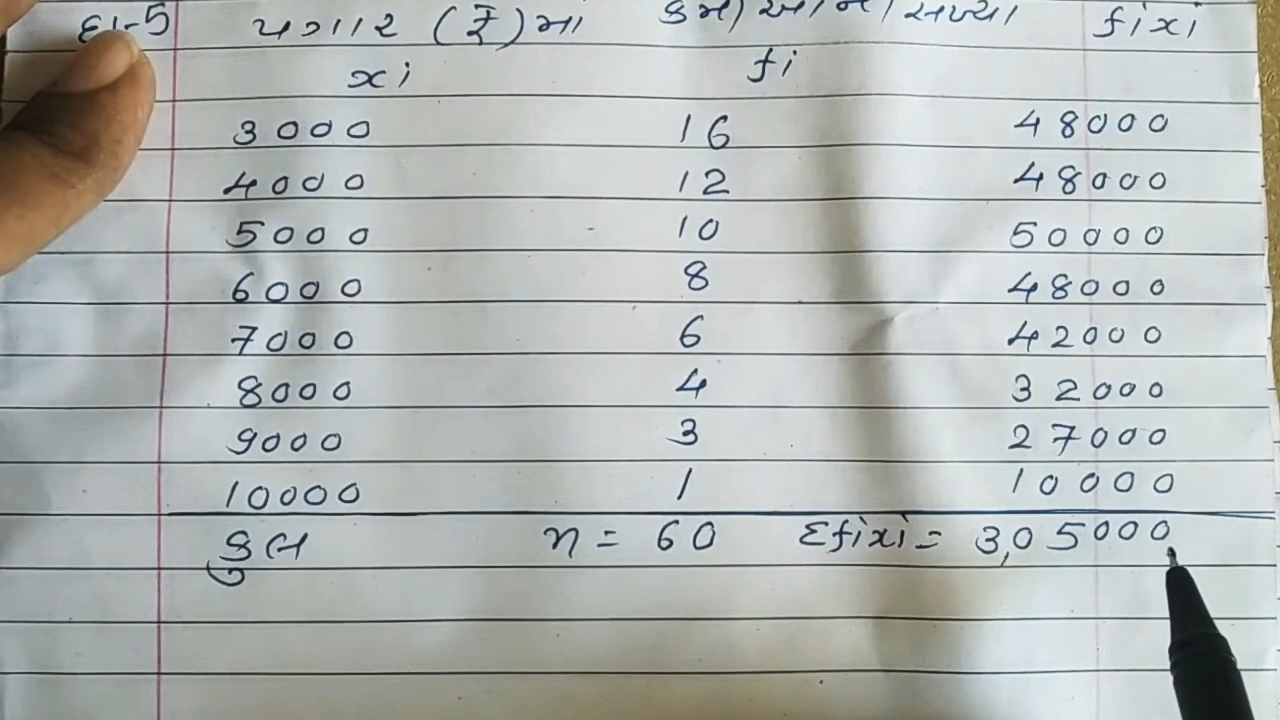 દા-5 પગાર (₹)માં કર્મચારીની સંખ્યા fixi
xi fi
3000 16 48000
4000 12 48000
5000 10 50000
6000 8 48000
7000 6 42000
8000 4 32000
9000 3 27000
10000 1 10000
કુલ n = 60 Σfixi = 3,05000